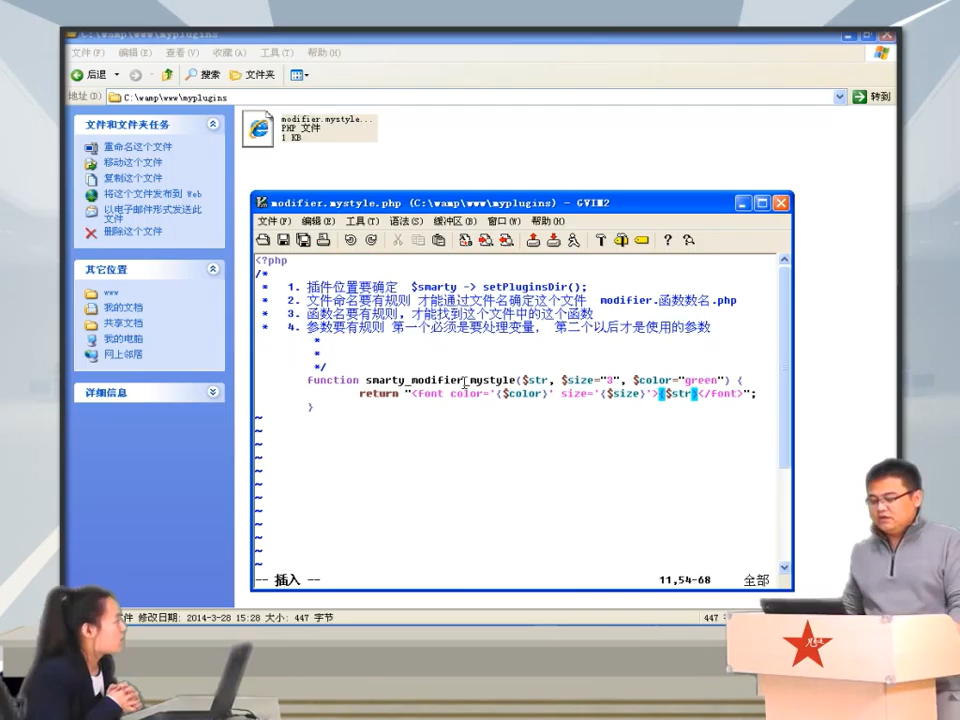 C:\wamp\www\myplugins
文件(F) 编辑(E) 查看(V) 收藏(A) 工具(T) 帮助(H)
后退 搜索 文件夹
地址(D) C:\wamp\www\myplugins 转到
文件和文件夹任务
重命名这个文件
移动这个文件
复制这个文件
将这个文件发布到 Web
以电子邮件形式发送此
文件
删除这个文件
其它位置
www
我的文档
共享文档
我的电脑
网上邻居
详细信息
modifier.mystyle...
PHP 文件
1 KB
modifier.mystyle.php (C:\wamp\www\myplugins) - GVIM2
文件(F) 编辑(E) 工具(T) 语法(S) 缓冲区(B) 窗口(W) 帮助(H)
<?php
/*
* 1. 插件位置要确定 $smarty -> setPluginsDir();
* 2. 文件命名要有规则 才能通过文件名确定这个文件 modifier.函数数名.php
* 3. 函数名要有规则，才能找到这个文件中的这个函数
* 4. 参数要有规则 第一个必须是要处理变量， 第二个以后才是使用的参数
*
*
*/
function smarty_modifier_mystyle($str, $size="3", $color="green") {
return "<font color='{$color}' size='{$size}'>{$str}</font>";
}
~
~
~
~
~
~
~
~
~
~
~
~
-- 插入 -- 11,54-68 全部
件 修改日期: 2014-3-28 15:28 大小: 447 字节 447